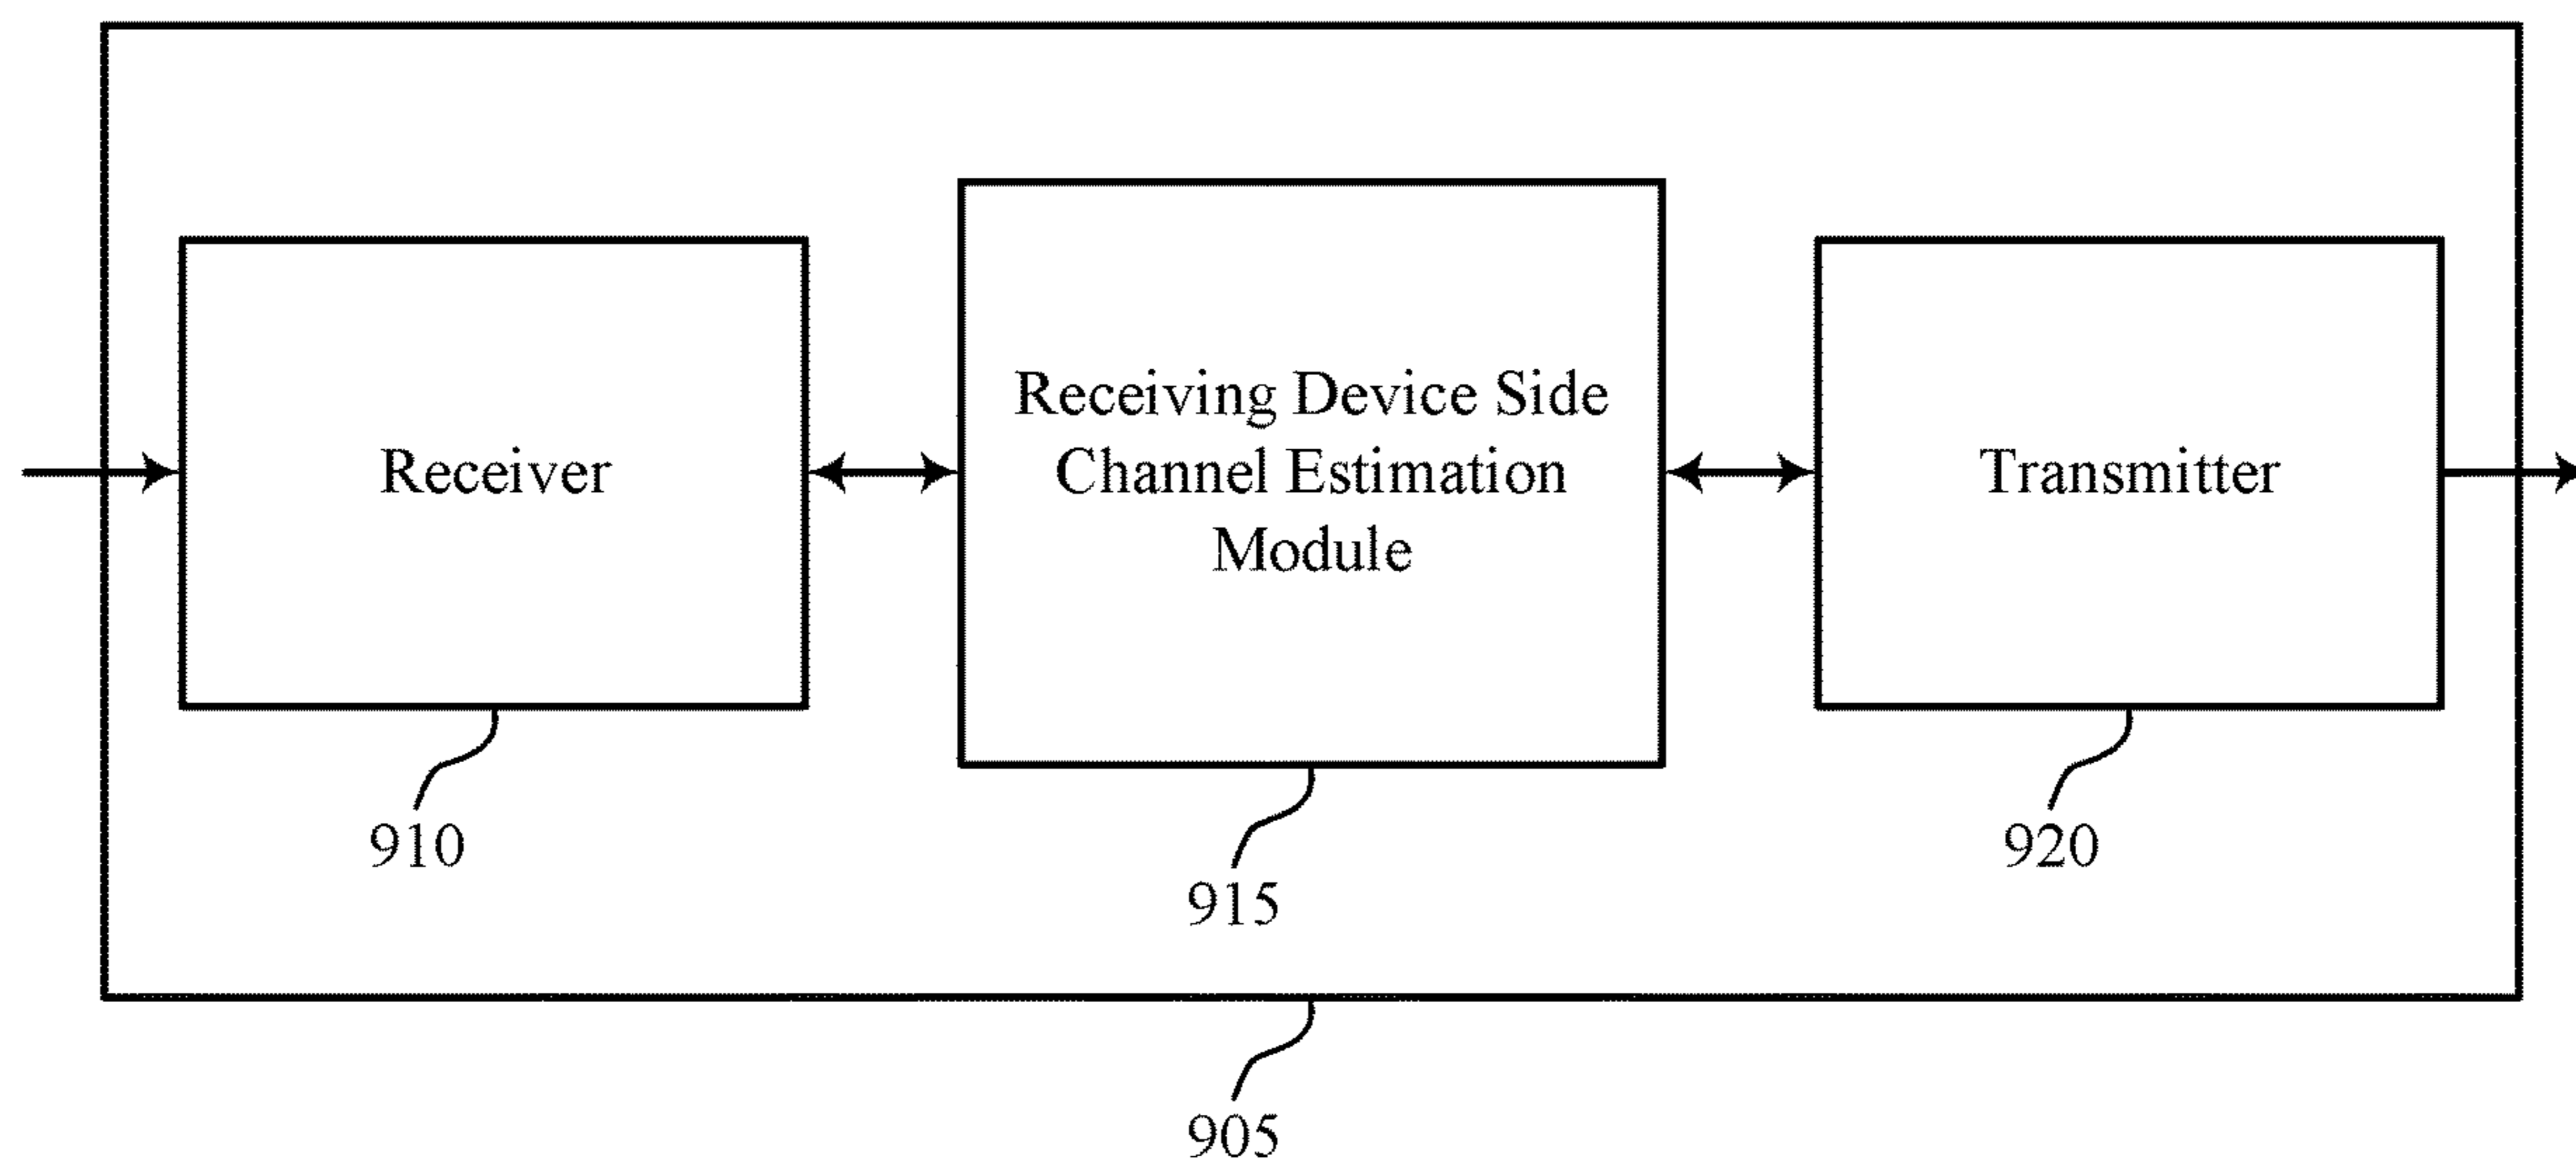 Receiver
Receiving Device Side
Channel Estimation
Module
Transmitter
910
915
920
905